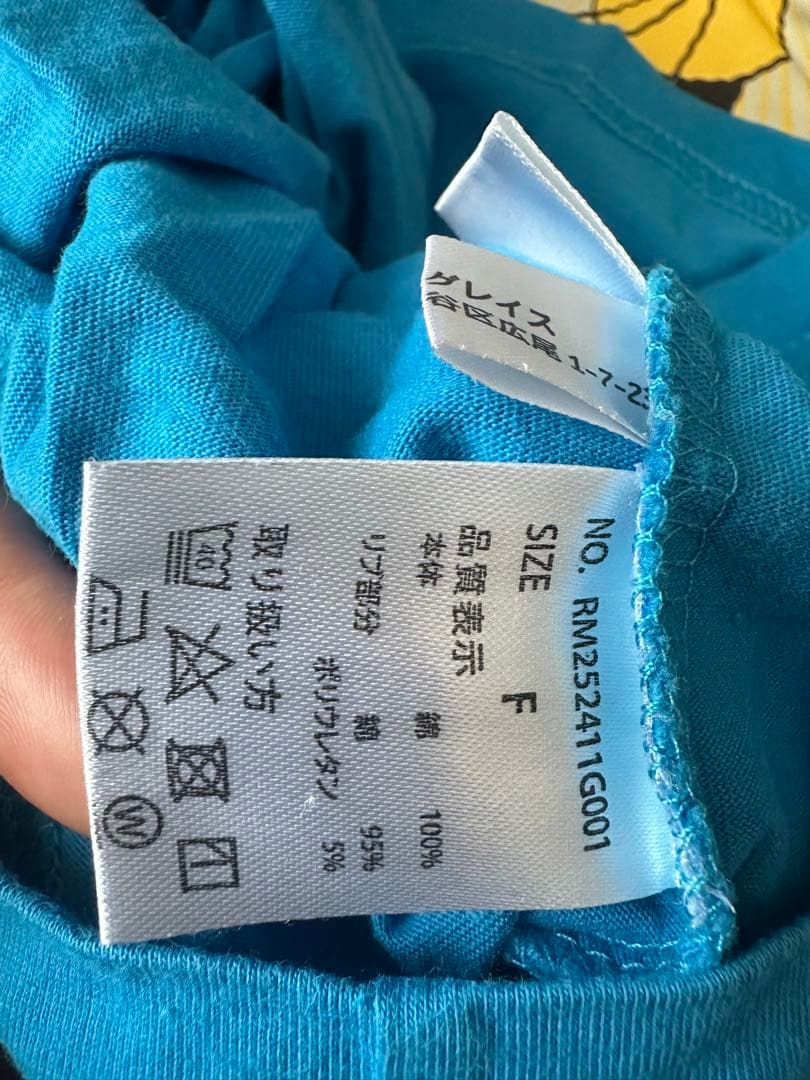 グレイス
谷区広尾1-7-2
NO. RM252411G001
SIZE F
品質表示
本体 綿 100%
リブ部分 綿 95%
ポリウレタン 5%
取り扱い方
40
W